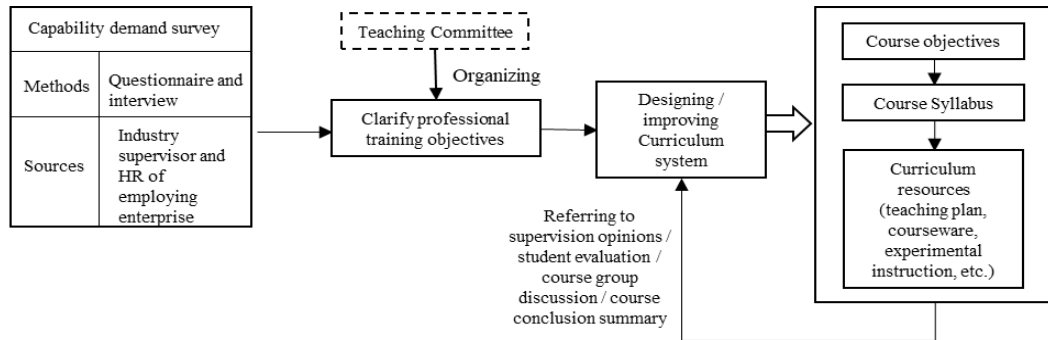 Capability demand survey
Methods
Questionnaire and
interview
Sources
Industry
supervisor and
HR of
employing
enterprise
Teaching Committee
Organizing
Clarify professional
training objectives
Designing /
improving
Curriculum
system
Referring to
supervision opinions /
student evaluation /
course group
discussion / course
conclusion summary
Course objectives
Course Syllabus
Curriculum
resources
(teaching plan,
courseware,
experimental
instruction, etc.)